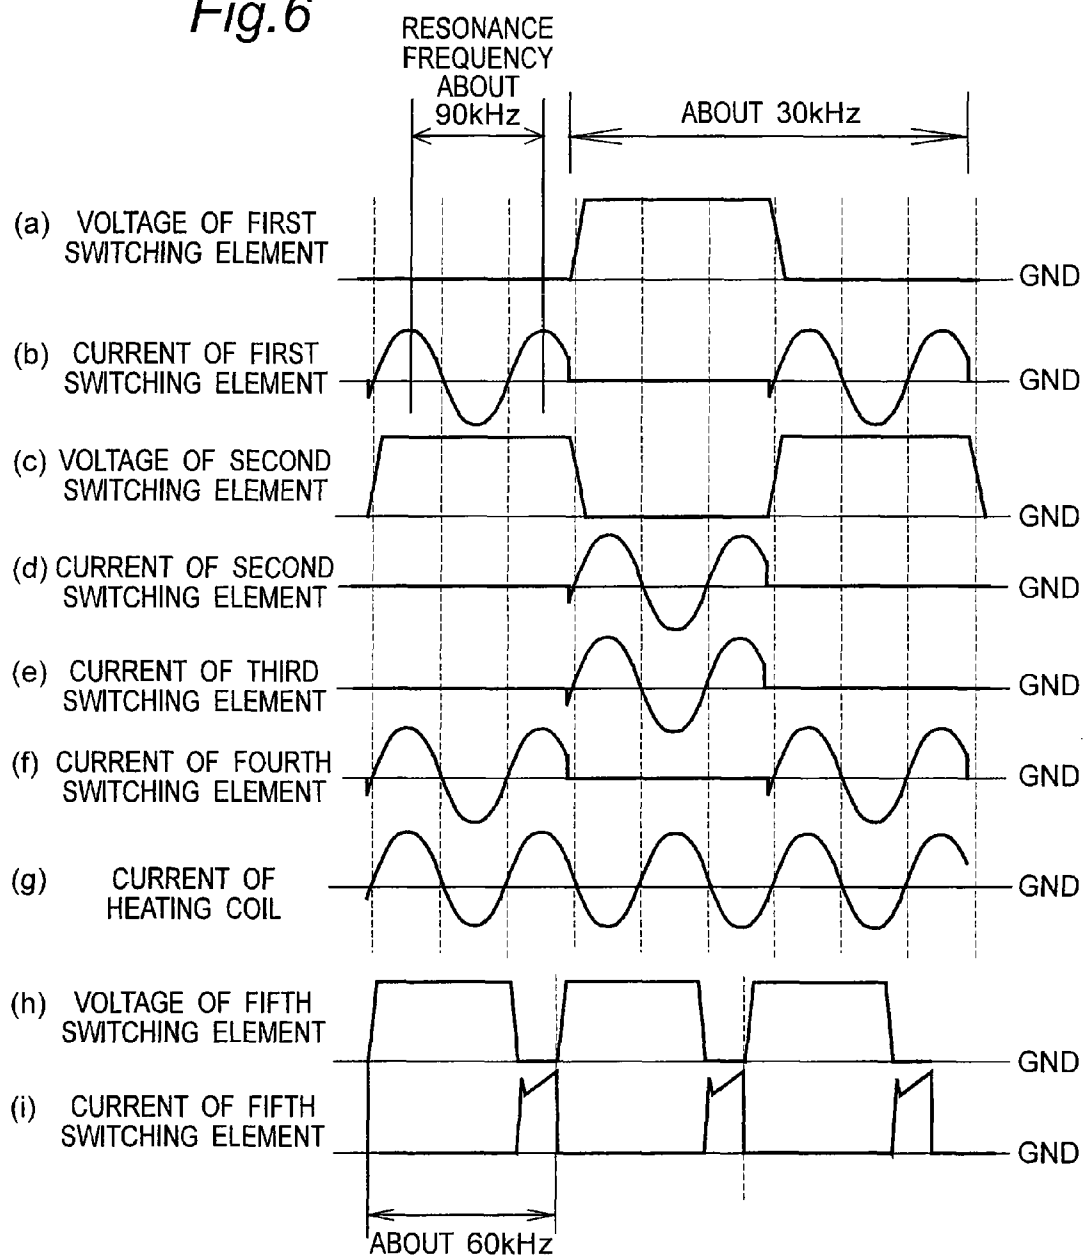 Fig.6
RESONANCE
FREQUENCY
ABOUT
90kHz
ABOUT 30kHz
(a) VOLTAGE OF FIRST
SWITCHING ELEMENT
GND
(b) CURRENT OF FIRST
SWITCHING ELEMENT
GND
(c) VOLTAGE OF SECOND
SWITCHING ELEMENT
GND
(d) CURRENT OF SECOND
SWITCHING ELEMENT
GND
(e) CURRENT OF THIRD
SWITCHING ELEMENT
GND
(f) CURRENT OF FOURTH
SWITCHING ELEMENT
GND
(g) CURRENT OF
HEATING COIL
GND
(h) VOLTAGE OF FIFTH
SWITCHING ELEMENT
GND
(i) CURRENT OF FIFTH
SWITCHING ELEMENT
GND
ABOUT 60kHz